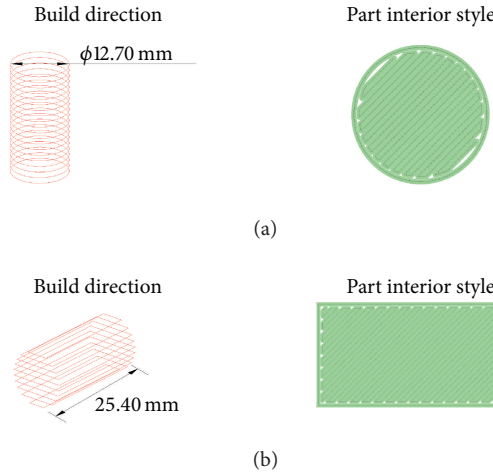 Build direction
Part interior style
ϕ12.70 mm
(a)
Build direction
Part interior style
25.40 mm
(b)